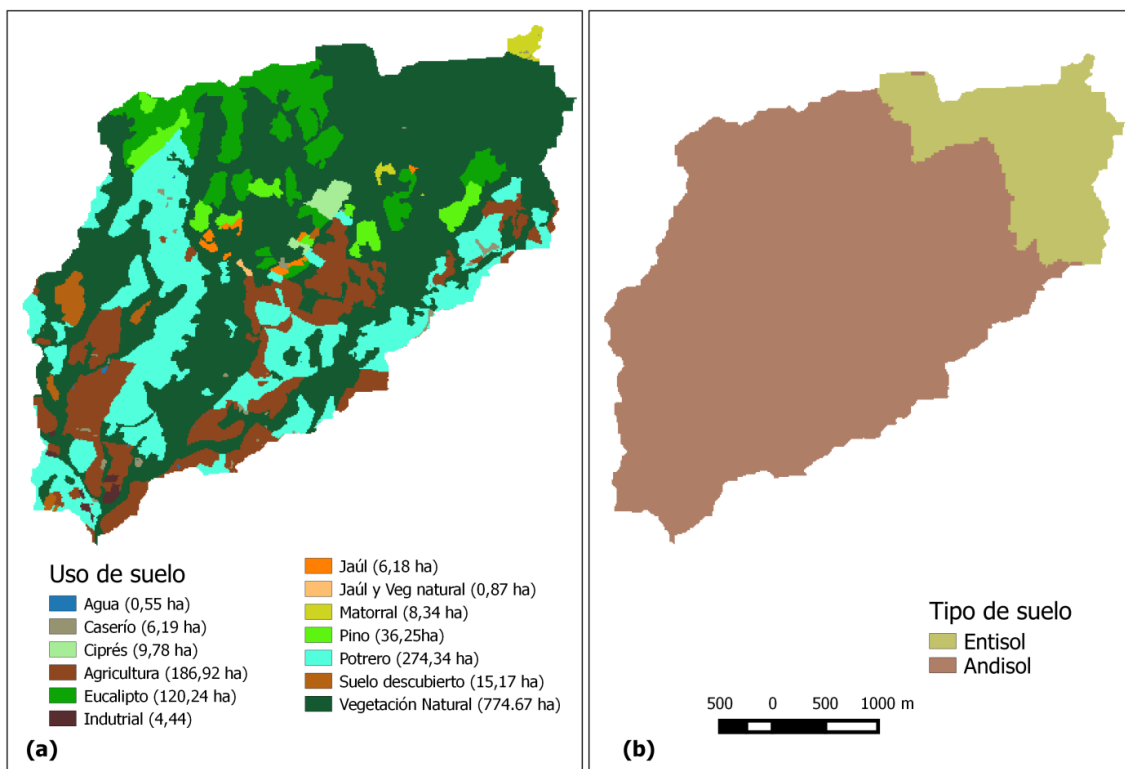 Uso de suelo
Agua (0,55 ha)
Caserío (6,19 ha)
Ciprés (9,78 ha)
Agricultura (186,92 ha)
Eucalipto (120,24 ha)
Indutrial (4,44)
Jaúl (6,18 ha)
Jaúl y Veg natural (0,87 ha)
Matorral (8,34 ha)
Pino (36,25ha)
Potrero (274,34 ha)
Suelo descubierto (15,17 ha)
Vegetación Natural (774.67 ha)
(a)
Tipo de suelo
Entisol
Andisol
500 0 500 1000 m
(b)